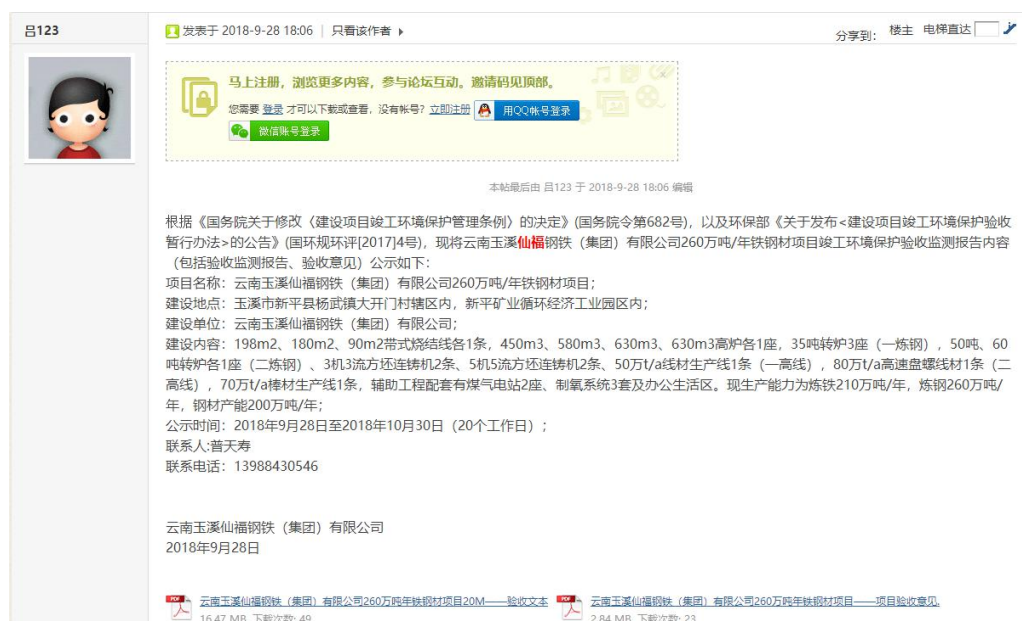 吕123
发表于 2018-9-28 18:06 | 只看该作者
分享到： 楼主 电梯直达
马上注册，浏览更多内容，参与论坛互动。邀请码见顶部。
您需要 登录 才可以下载或查看，没有帐号？立即注册 用QQ帐号登录
微信账号登录
本帖最后由 吕123 于 2018-9-28 18:06 编辑
根据《国务院关于修改〈建设项目竣工环境保护管理条例〉的决定》(国务院令第682号)，以及环保部《关于发布<建设项目竣工环境保护验收
暂行办法>的公告》(国环规环评[2017]4号)，现将云南玉溪仙福钢铁（集团）有限公司260万吨/年铁钢材项目竣工环境保护验收监测报告内容
（包括验收监测报告、验收意见）公示如下：
项目名称：云南玉溪仙福钢铁（集团）有限公司260万吨/年铁钢材项目；
建设地点：玉溪市新平县杨武镇大开门村辖区内，新平矿业循环经济工业园区内；
建设单位：云南玉溪仙福钢铁（集团）有限公司；
建设内容：198m2、180m2、90m2带式烧结线各1条，450m3、580m3、630m3、630m3高炉各1座，35吨转炉3座（一炼钢），50吨、60
吨转炉各1座（二炼钢）、3机3流方坯连铸机2条、5机5流方坯连铸机2条、50万t/a线材生产线1条（一高线），80万t/a高速盘螺线材1条（二
高线），70万t/a棒材生产线1条，辅助工程配套有煤气电站2座、制氧系统3套及办公生活区。现生产能力为炼铁210万吨/年，炼钢260万吨/
年，钢材产能200万吨/年；
公示时间：2018年9月28日至2018年10月30日（20个工作日）；
联系人:普天寿
联系电话：13988430546
云南玉溪仙福钢铁（集团）有限公司
2018年9月28日
云南玉溪仙福钢铁（集团）有限公司260万吨年铁钢材项目20M——验收文本 云南玉溪仙福钢铁（集团）有限公司260万吨年铁钢材项目——项目验收意见.
16.47 MB, 下载次数: 49 2.84 MB, 下载次数: 23